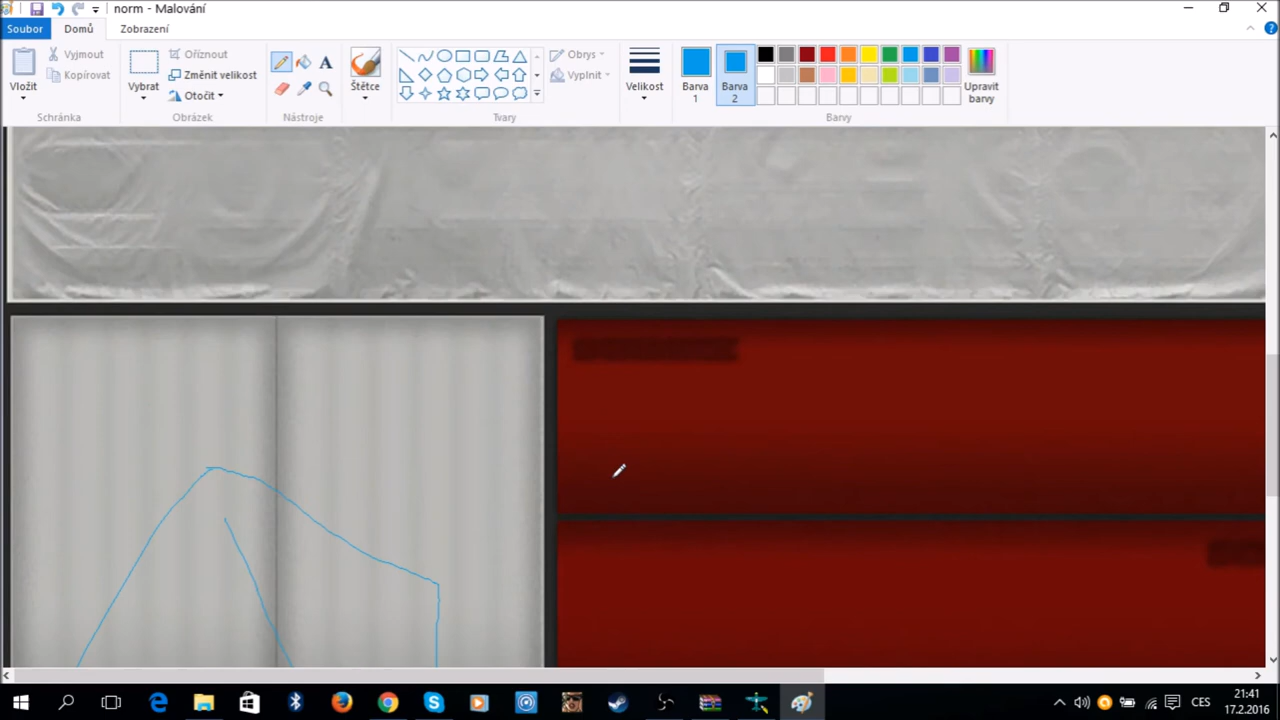 norm - Malování
Soubor Domů Zobrazení
Vložit
Vyjmout
Kopírovat
Schránka
Vybrat
Oříznout
Změnit velikost
Otočit
Obrázek
A
Nástroje
Štětce
Obrys
Výplnit
Tvary
Velikost
Barva
1
Barva
2
Upravit
barvy
Barvy
CES
21:41
17.2.2016